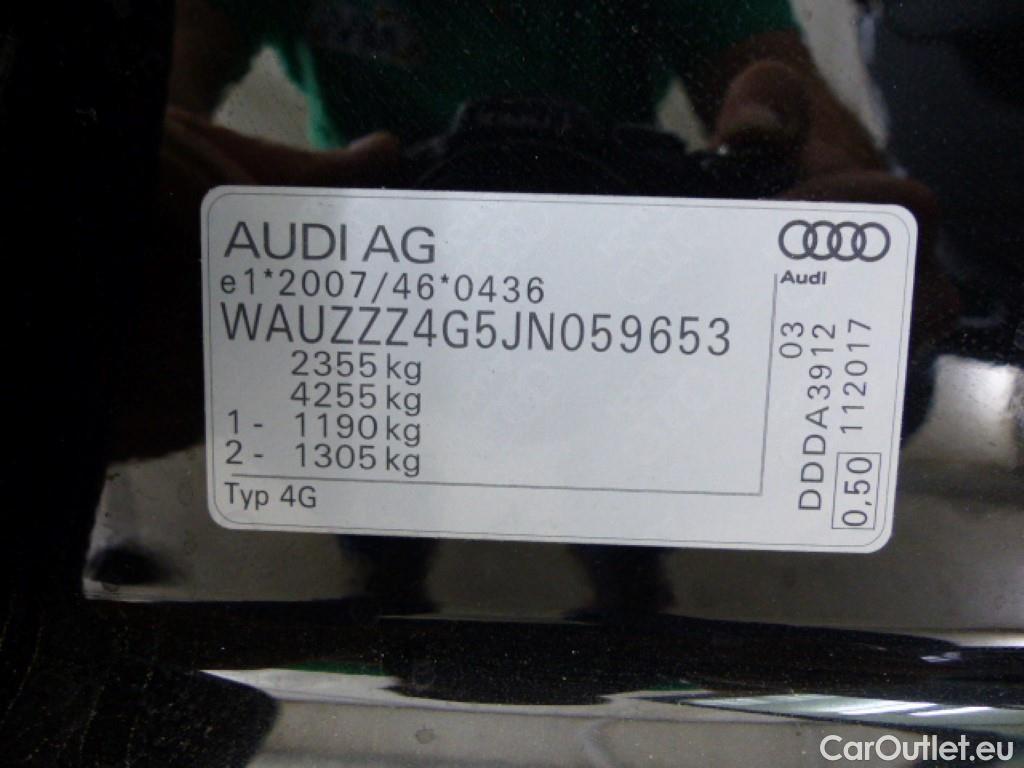 AUDI AG
e1*2007/46*0436
WAUZZZ4G5JN059653
2355 kg
4255 kg
1 - 1190 kg
2 - 1305 kg
Typ 4G
Audi
03
DDDA3912
0,50 112017
CarOutlet.eu